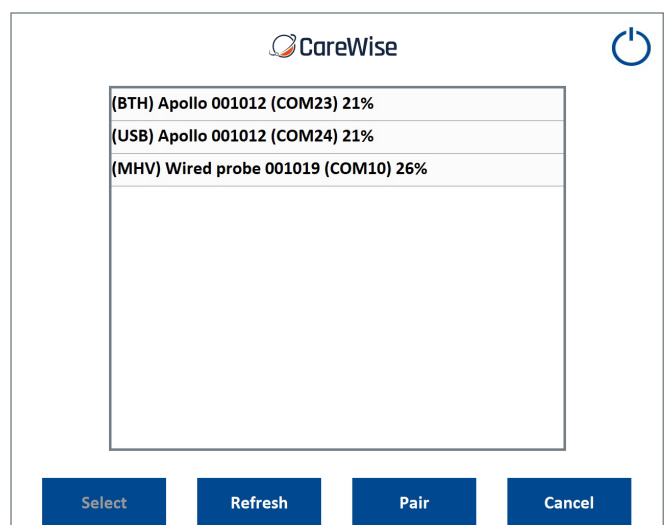 CareWise
(BTH) Apollo 001012 (COM23) 21%
(USB) Apollo 001012 (COM24) 21%
(MHV) Wired probe 001019 (COM10) 26%
Select Refresh Pair Cancel